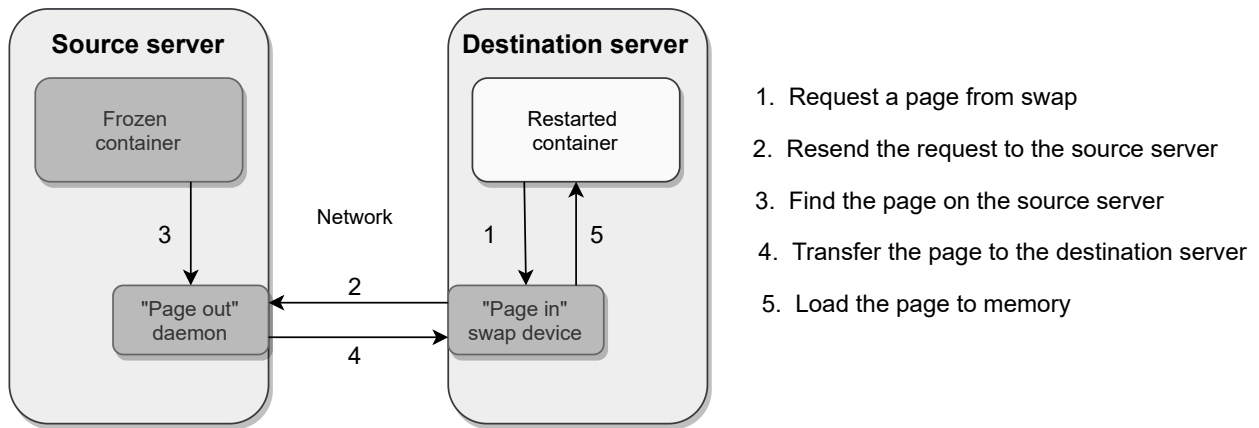 Source server
Frozen
container
3
"Page out"
daemon
Network
2
4
Destination server
Restarted
container
1
5
"Page in"
swap device
1. Request a page from swap
2. Resend the request to the source server
3. Find the page on the source server
4. Transfer the page to the destination server
5. Load the page to memory